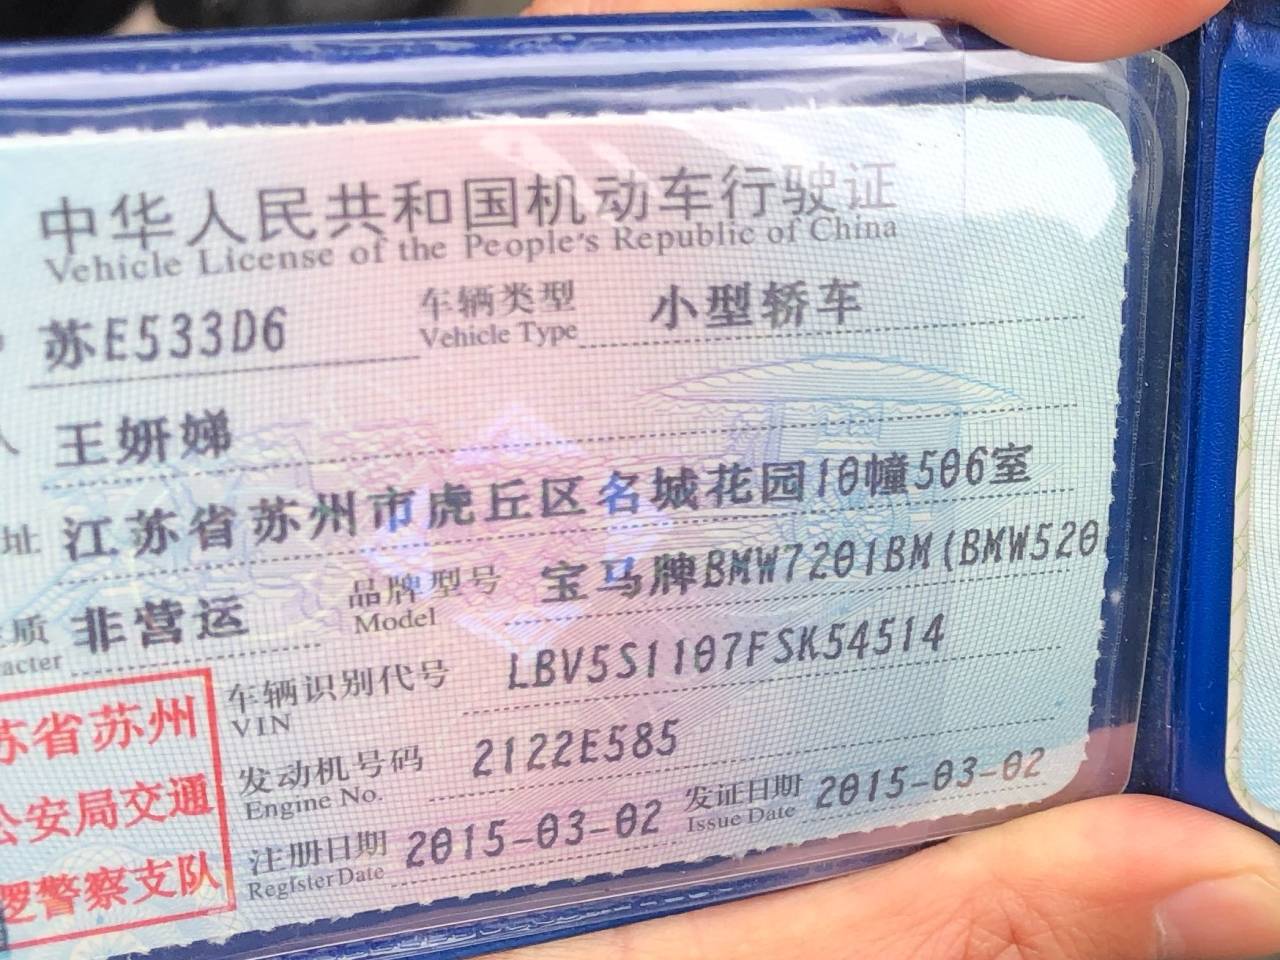 中华人民共和国机动车行驶证
Vehicle License of the People's Republic of China
苏E533D6
车辆类型 小型轿车
Vehicle Type
人 王妍娣
址 江苏省苏州市虎丘区名城花园10幢506室
质 非营运
acter
品牌型号 宝马牌BMW7201BM(BMW520
Model
车辆识别代号 LBV5S1107FSK54514
VIN
发动机号码 2122E585
Engine No.
注册日期 2015-03-02
RegisterDate
发证日期 2015-03-02
Issue Date
苏省苏州
公安局交通
警察支队